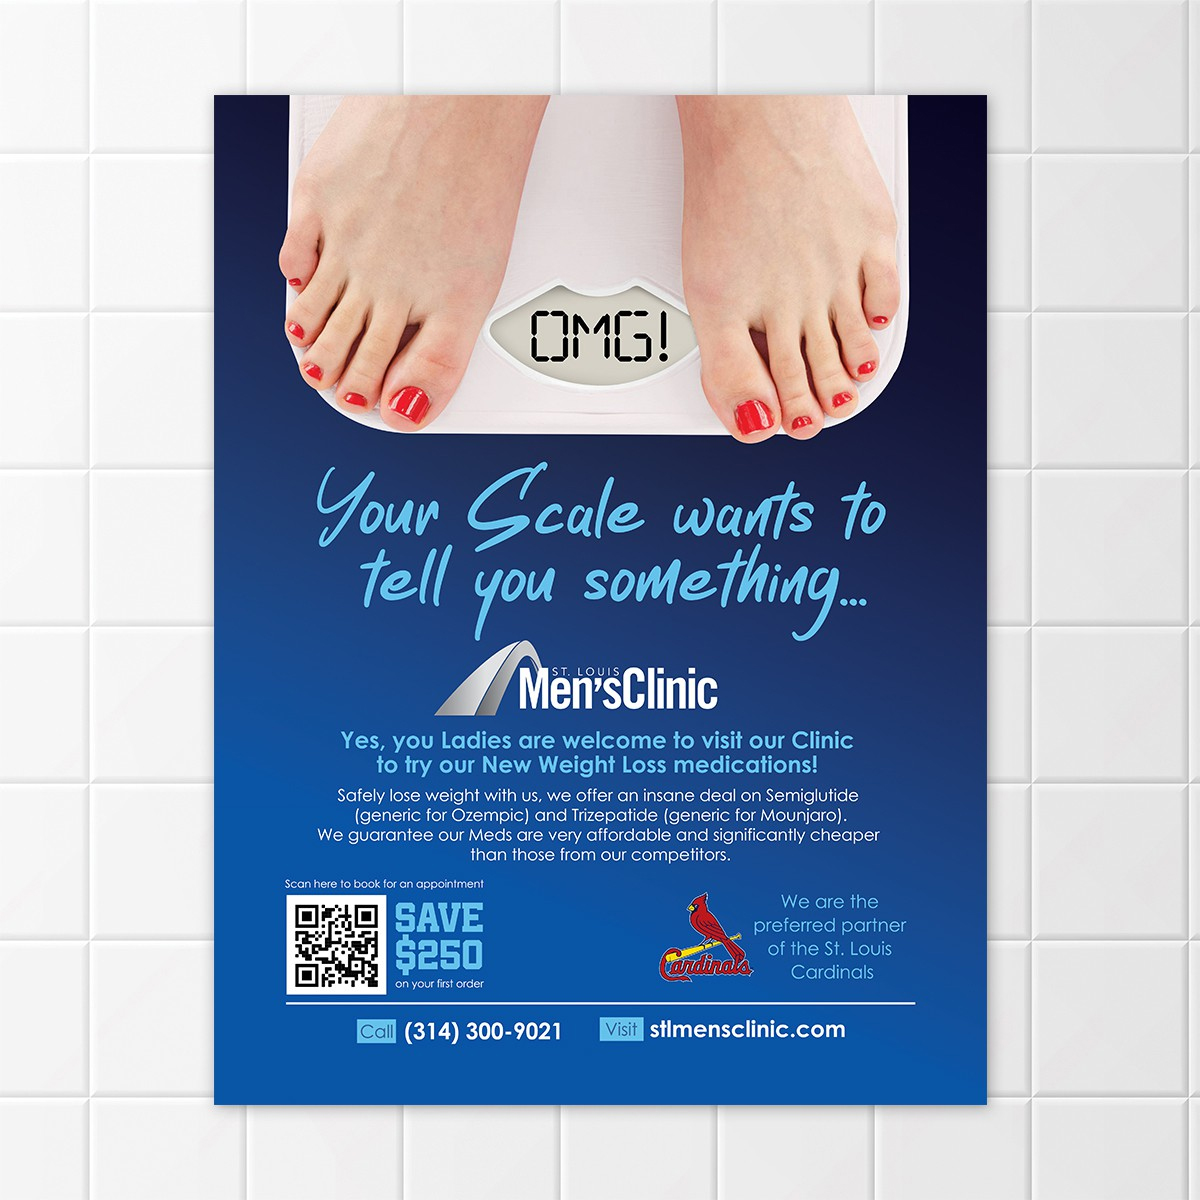 OMG!
Your Scale wants to
tell you something...
ST. LOUIS
Men'sClinic
Yes, you Ladies are welcome to visit our Clinic
to try our New Weight Loss medications!
Safely lose weight with us, we offer an insane deal on Semiglutide
(generic for Ozempic) and Trizepatide (generic for Mounjaro).
We guarantee our Meds are very affordable and significantly cheaper
than those from our competitors.
Scan here to book for an appointment
SAVE
$250
on your first order
Cardinals
We are the
preferred partner
of the St. Louis
Cardinals
Call (314) 300-9021 Visit stlmensclinic.com